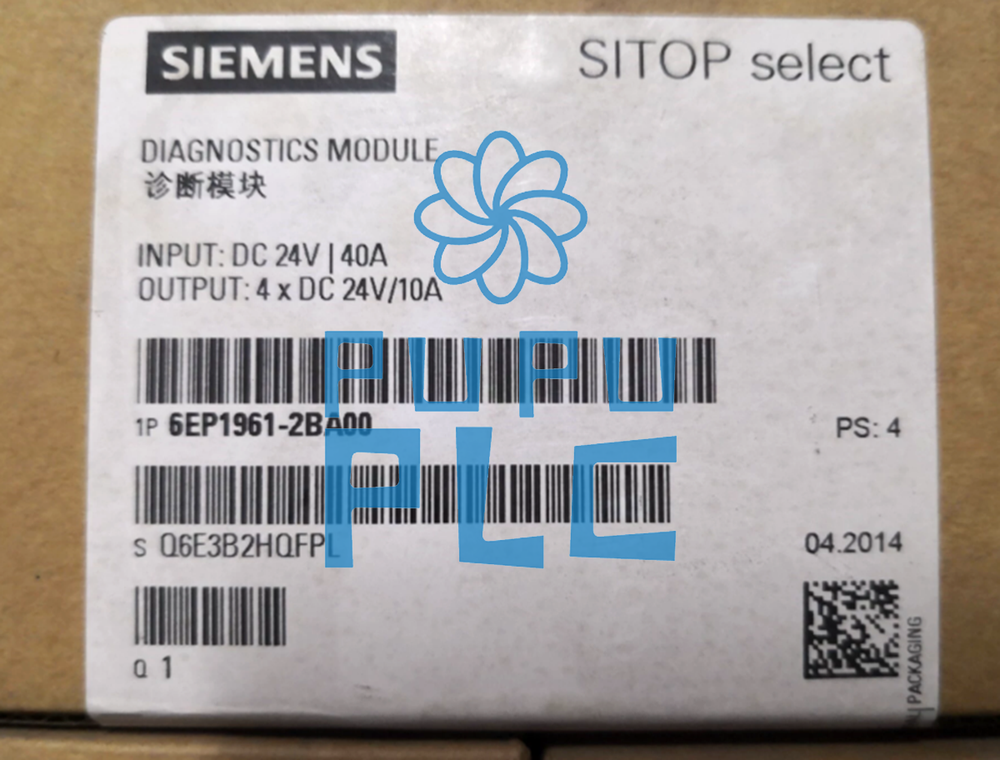 SIEMENS
SITOP select
DIAGNOSTICS MODULE
诊断模块
INPUT: DC 24V | 40A
OUTPUT: 4 x DC 24V/10A
PUPU
1P 6EP1961-2BA00
PS: 4
PLC
S Q6E3B2HQFPL
04.2014
Q 1
| PACKAGING